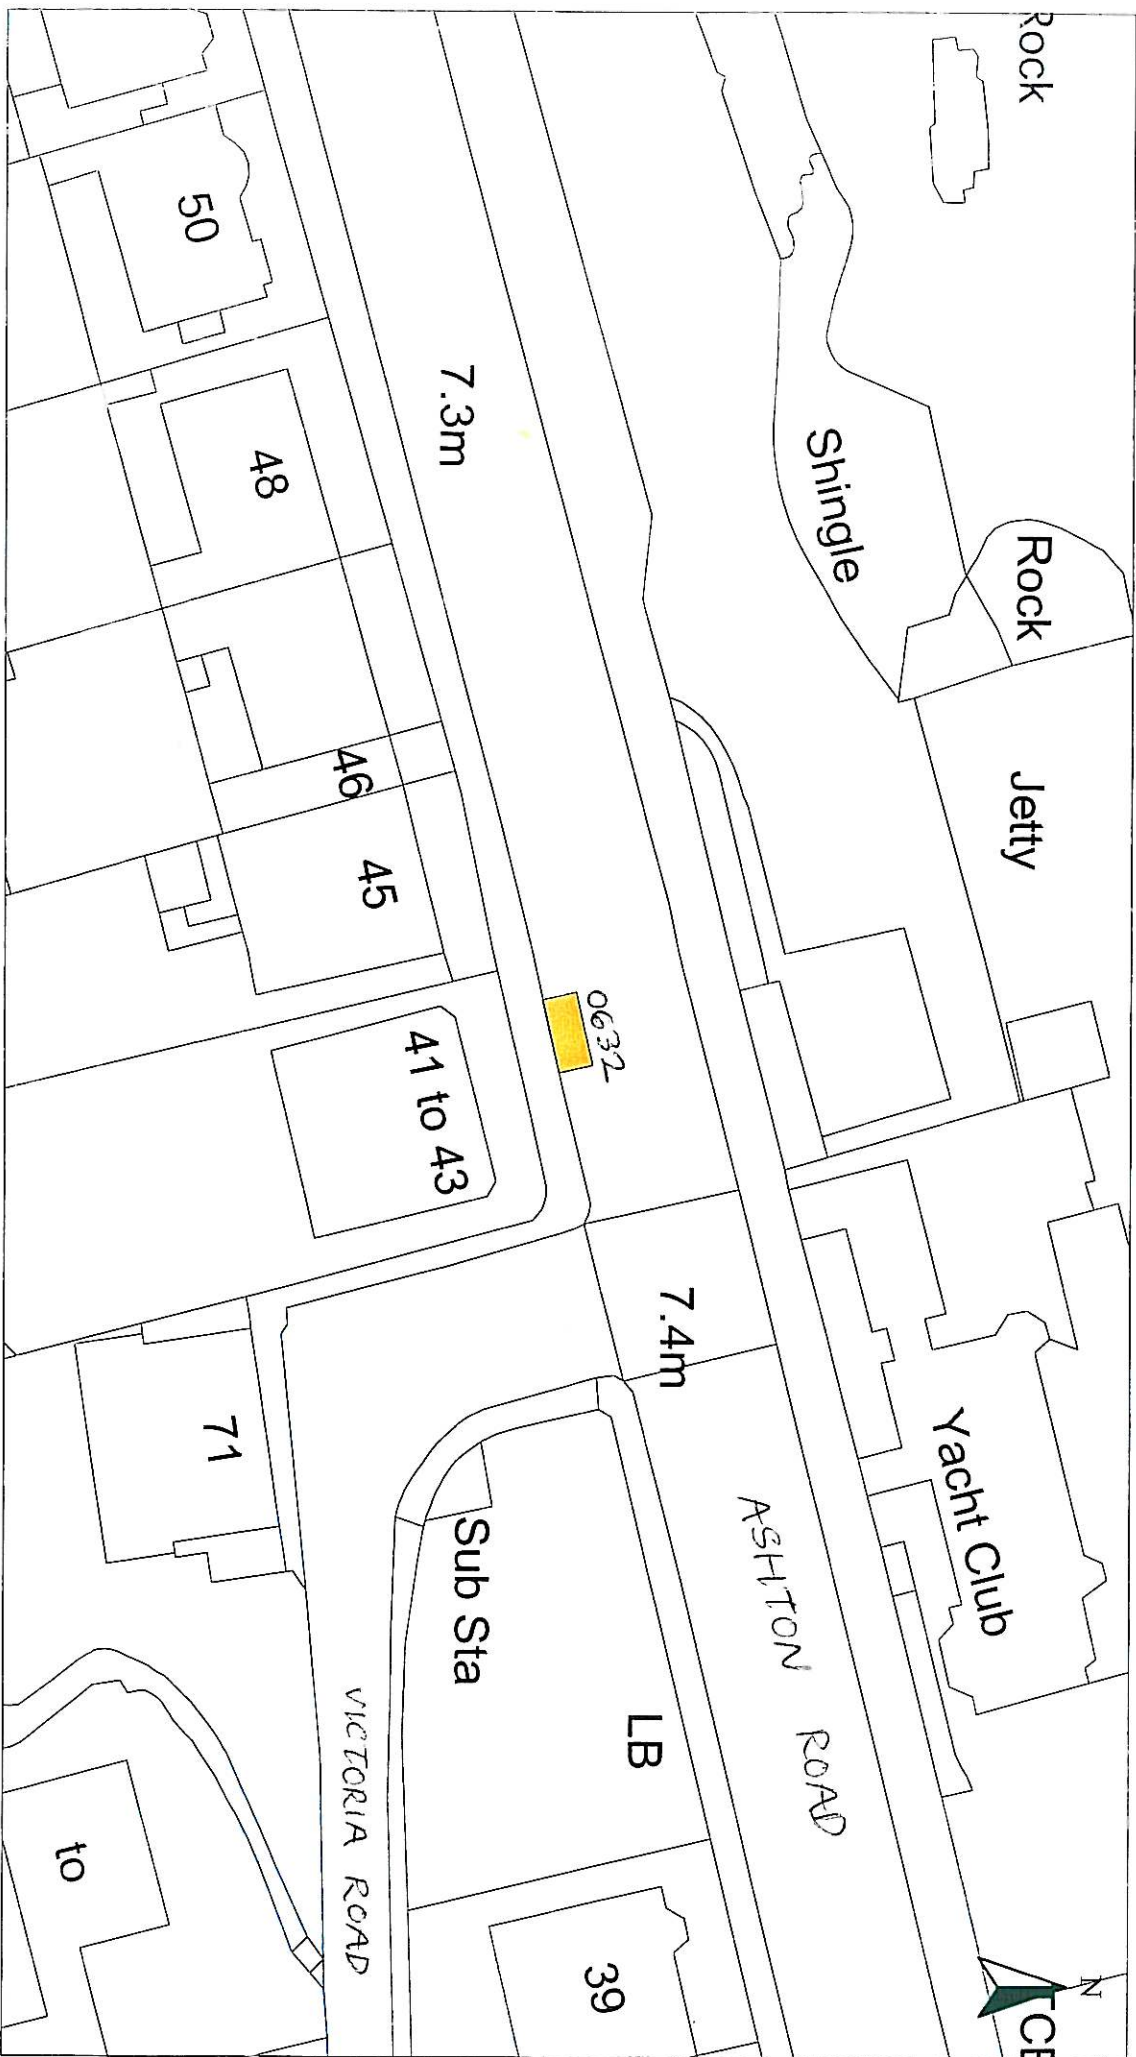 Rock
Rock
Jetty
Shingle
Yacht Club
N
7.3m
7.4m
0632
ASHTON ROAD
50
48
46
45
41 to 43
71
Sub Sta
LB
39
VICTORIA ROAD
to